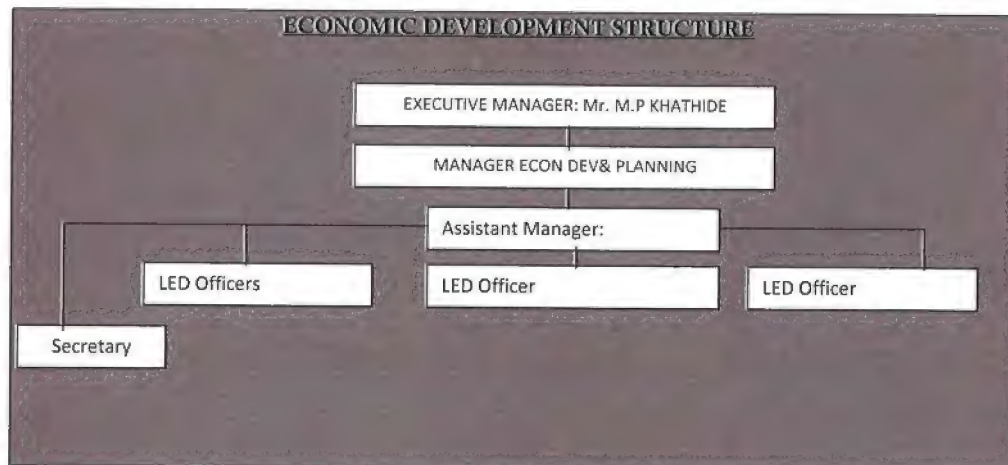 ECONOMIC DEVELOPMENT STRUCTURE
EXECUTIVE MANAGER: Mr. M.P KHATHIDE
MANAGER ECON DEV& PLANNING
Assistant Manager:
LED Officers
LED Officer
LED Officer
Secretary